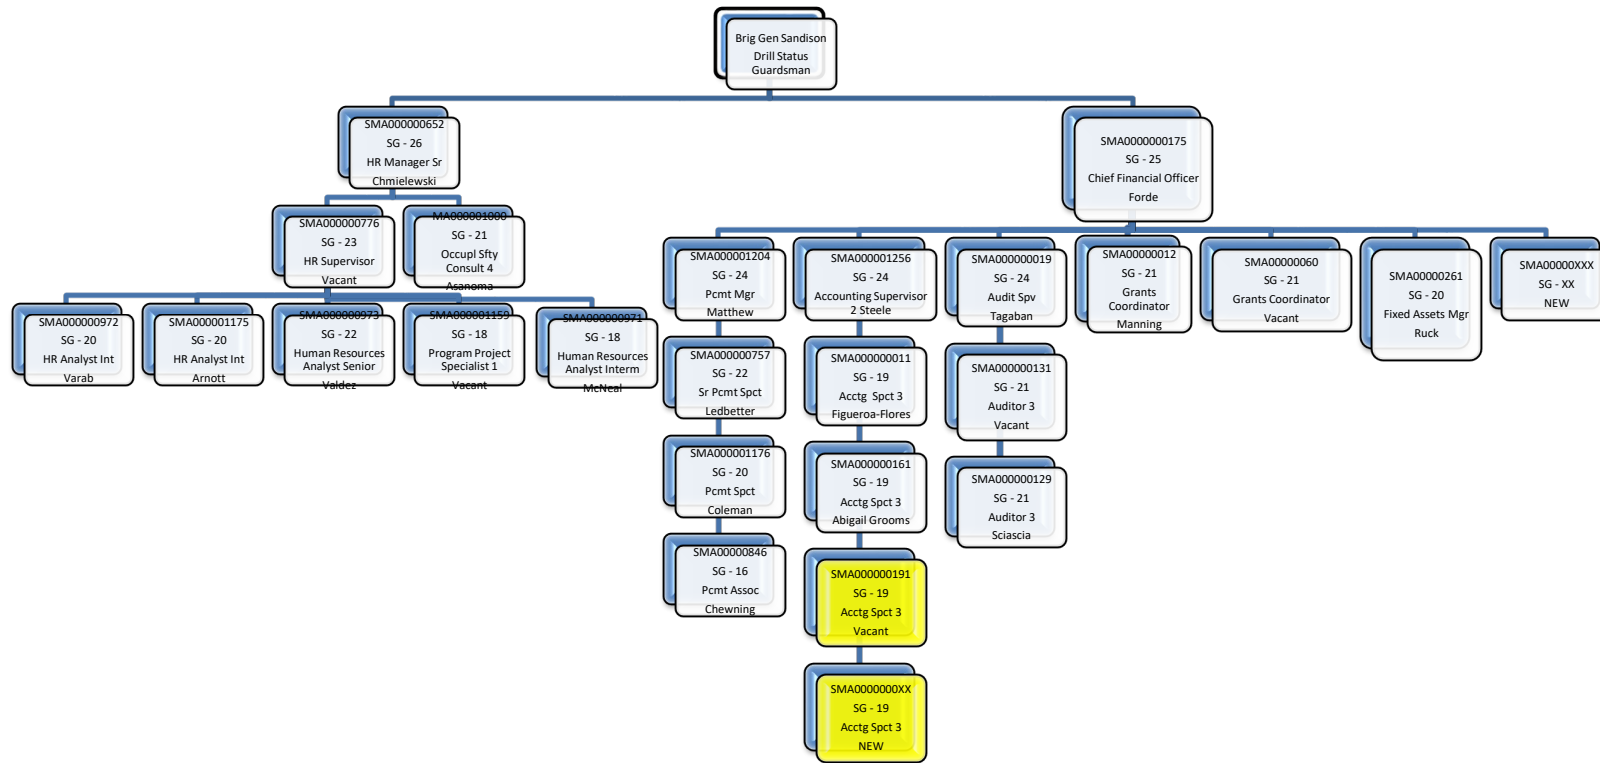 Brig Gen Sandison
Drill Status
Guardsman
SMA000000652
SG - 26
HR Manager Sr
Chmielewski
SMA0000000175
SG - 25
Chief Financial Officer
Forde
SMA000000776
SG - 23
HR Supervisor
Vacant
MA000001000
SG - 21
Occupl Sfty
Consult 4
Asanoma
SMA000000972
SG - 20
HR Analyst Int
Varab
SMA000001175
SG - 20
HR Analyst Int
Arnott
SMA000000973
SG - 22
Human Resources
Analyst Senior
Valdez
SMA000001159
SG - 18
Program Project
Specialist 1
Vacant
SMA000000971
SG - 18
Human Resources
Analyst Interm
McNeal
SMA000001204
SG - 24
Pcmt Mgr
Matthew
SMA000000757
SG - 22
Sr Pcmt Spct
Ledbetter
SMA000001176
SG - 20
Pcmt Spct
Coleman
SMA00000846
SG - 16
Pcmt Assoc
Chewning
SMA000001256
SG - 24
Accounting Supervisor
2 Steele
SMA000000011
SG - 19
Acctg  Spct 3
Figueroa-Flores
SMA000000161
SG - 19
Acctg Spct 3
Abigail Grooms
SMA000000191
SG - 19
Acctg Spct 3
Vacant
SMA0000000XX
SG - 19
Acctg Spct 3
NEW
SMA000000019
SG - 24
Audit Spv
Tagaban
SMA000000131
SG - 21
Auditor 3
Vacant
SMA000000129
SG - 21
Auditor 3
Sciascia
SMA00000012
SG - 21
Grants
Coordinator
Manning
SMA00000060
SG - 21
Grants Coordinator
Vacant
SMA00000261
SG - 20
Fixed Assets Mgr
Ruck
SMA00000XXX
SG - XX
NEW